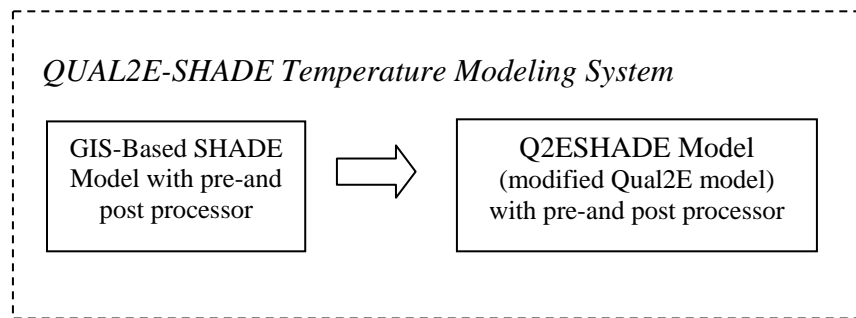 QUAL2E-SHADE Temperature Modeling System
GIS-Based SHADE
Model with pre-and
post processor
Q2ESHADE Model
(modified Qual2E model)
with pre-and post processor